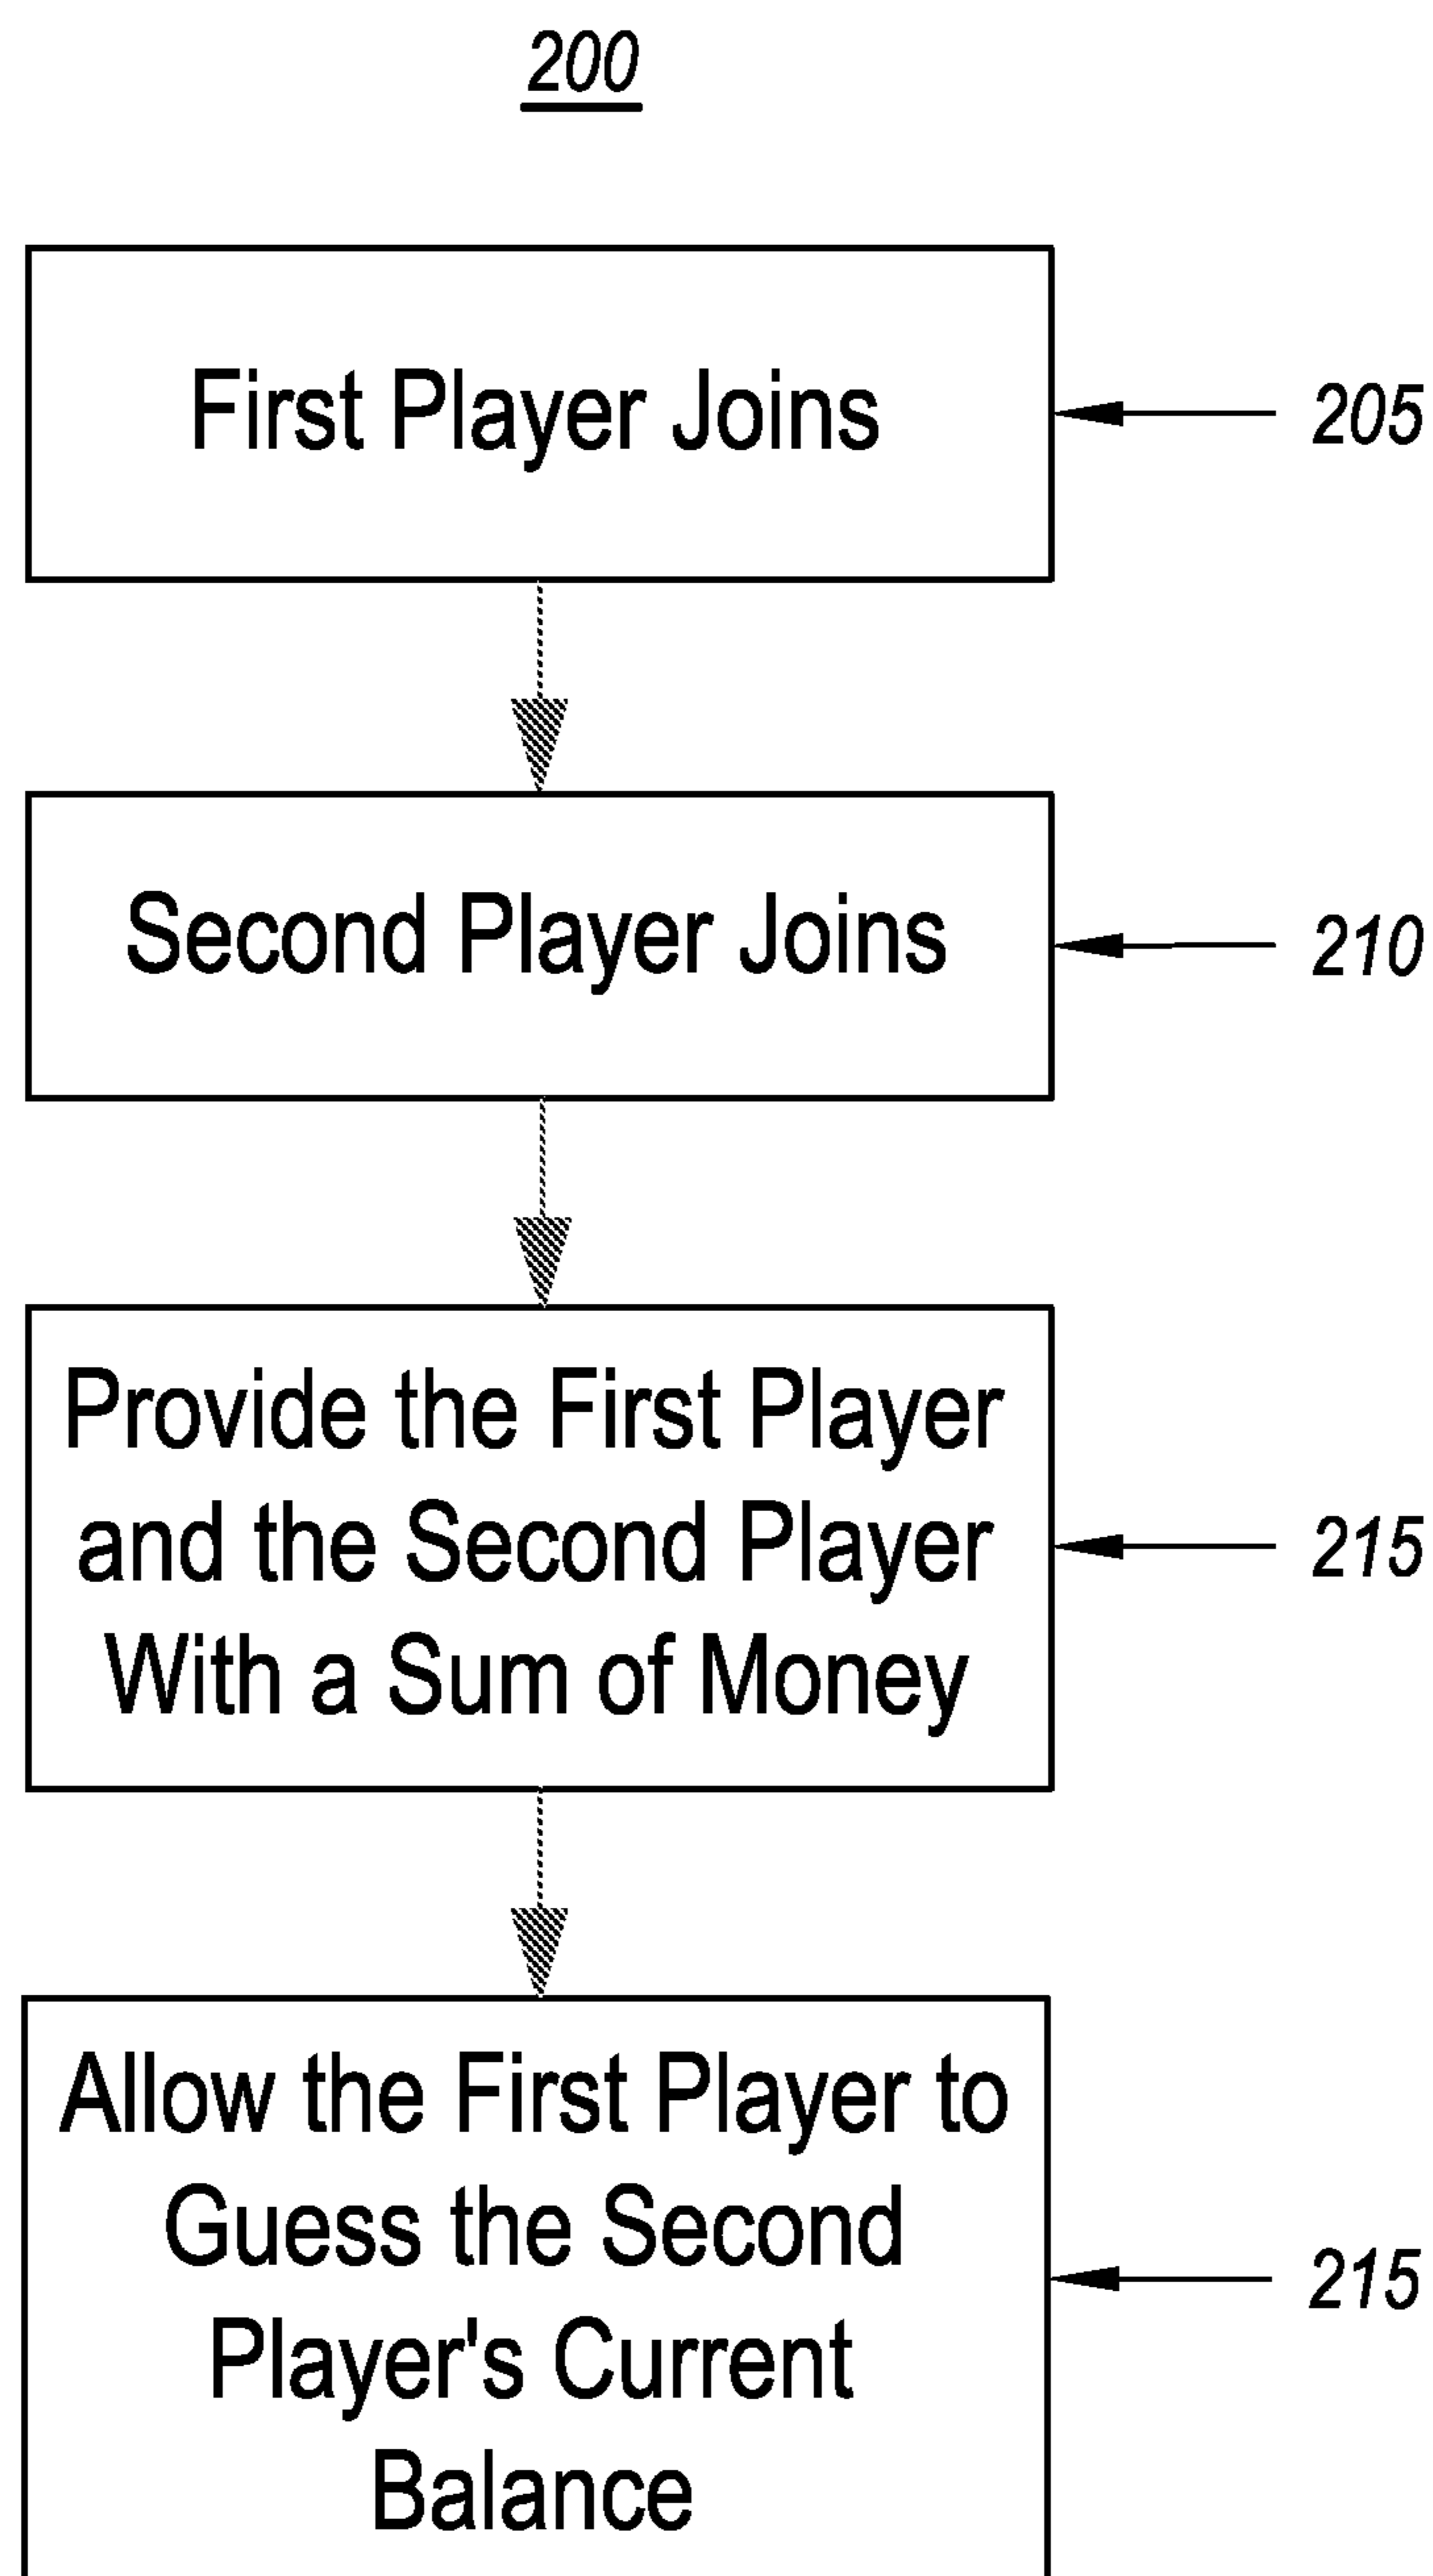 200
First Player Joins
205
Second Player Joins
210
Provide the First Player
and the Second Player
With a Sum of Money
215
Allow the First Player to
Guess the Second
Player's Current
Balance
215